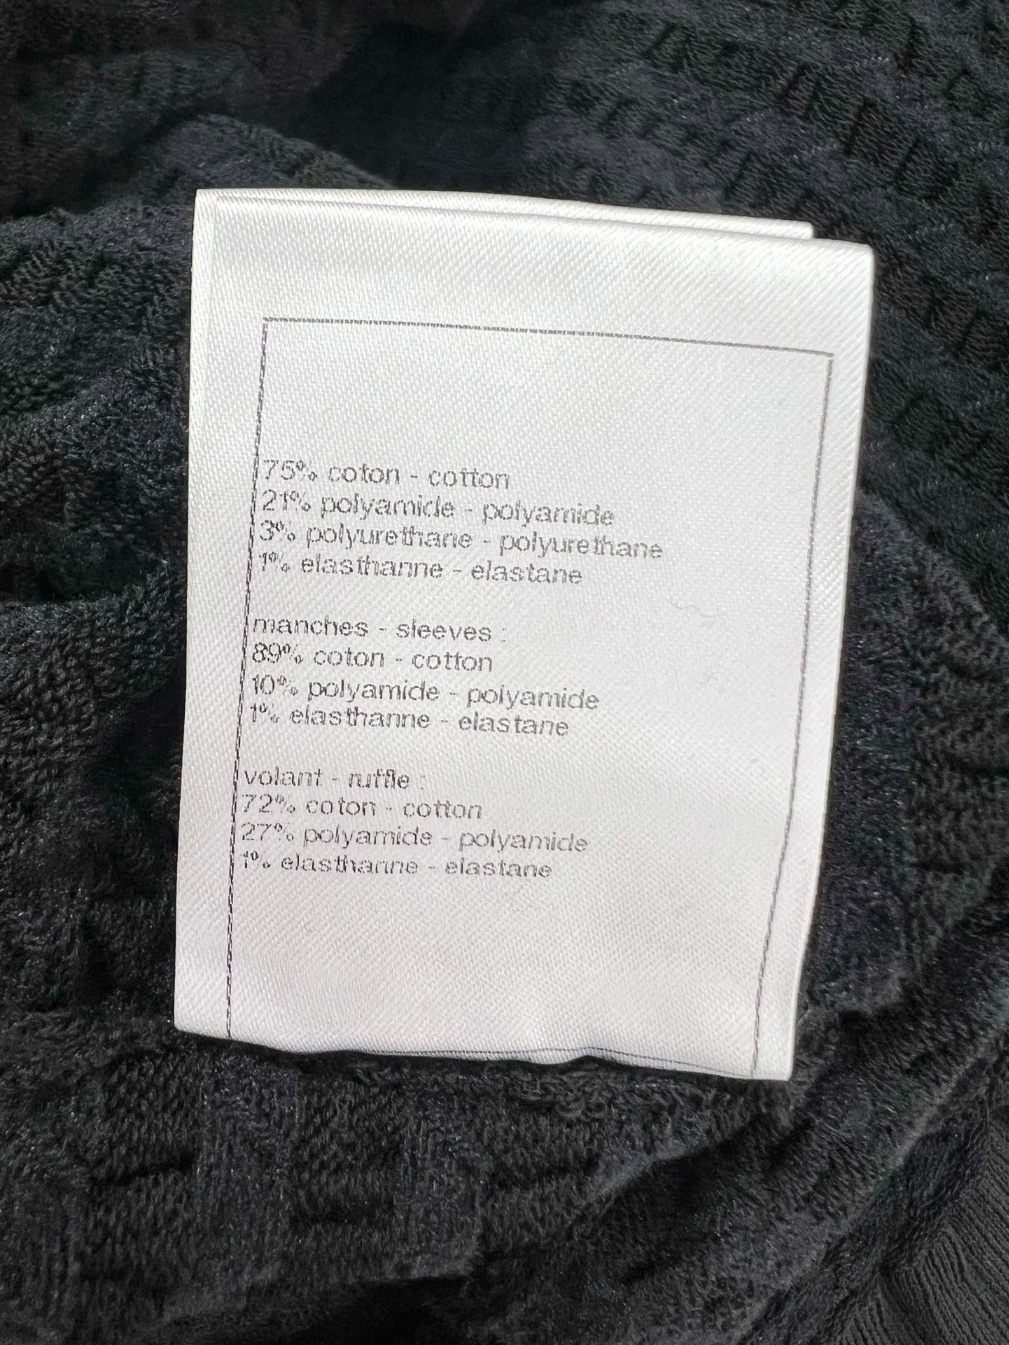 75% coton - cotton
21% polyamide - polyamide
3% polyurethane - polyurethane
1% elasthanne - elastane
manches - sleeves :
89% coton - cotton
10% polyamide - polyamide
1% elasthanne - elastane
volant - ruffle :
72% coton - cotton
27% polyamide - polyamide
1% elasthanne - elastane